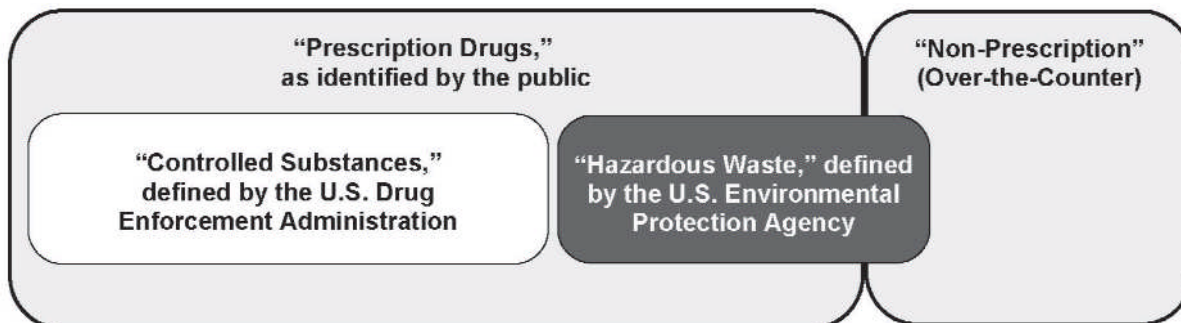 “Prescription Drugs,”
as identified by the public
“Non-Prescription”
(Over-the-Counter)
“Controlled Substances,”
defined by the U.S. Drug
Enforcement Administration
“Hazardous Waste,” defined
by the U.S. Environmental
Protection Agency